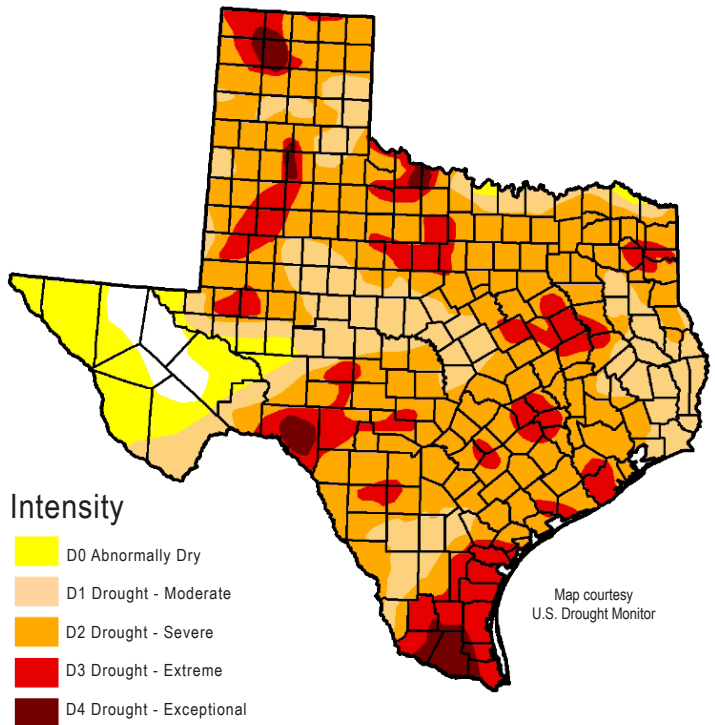 Intensity
D0 Abnormally Dry
D1 Drought - Moderate
D2 Drought - Severe
D3 Drought - Extreme
D4 Drought - Exceptional
Map courtesy
U.S. Drought Monitor